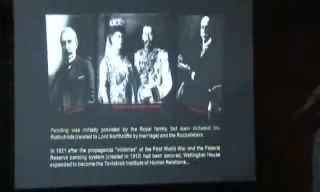 Funding was initially provided by the Royal family, but soon included the
Rothschilds (related to Lord Northcliffe by marriage) and the Rockefellers.
In 1921 after the propaganda "victories" of the First World War and the Federal
Reserve banking system (created in 1913) had been secured, Wellington House
expanded to become the Tavistock Institute of Human Relations...